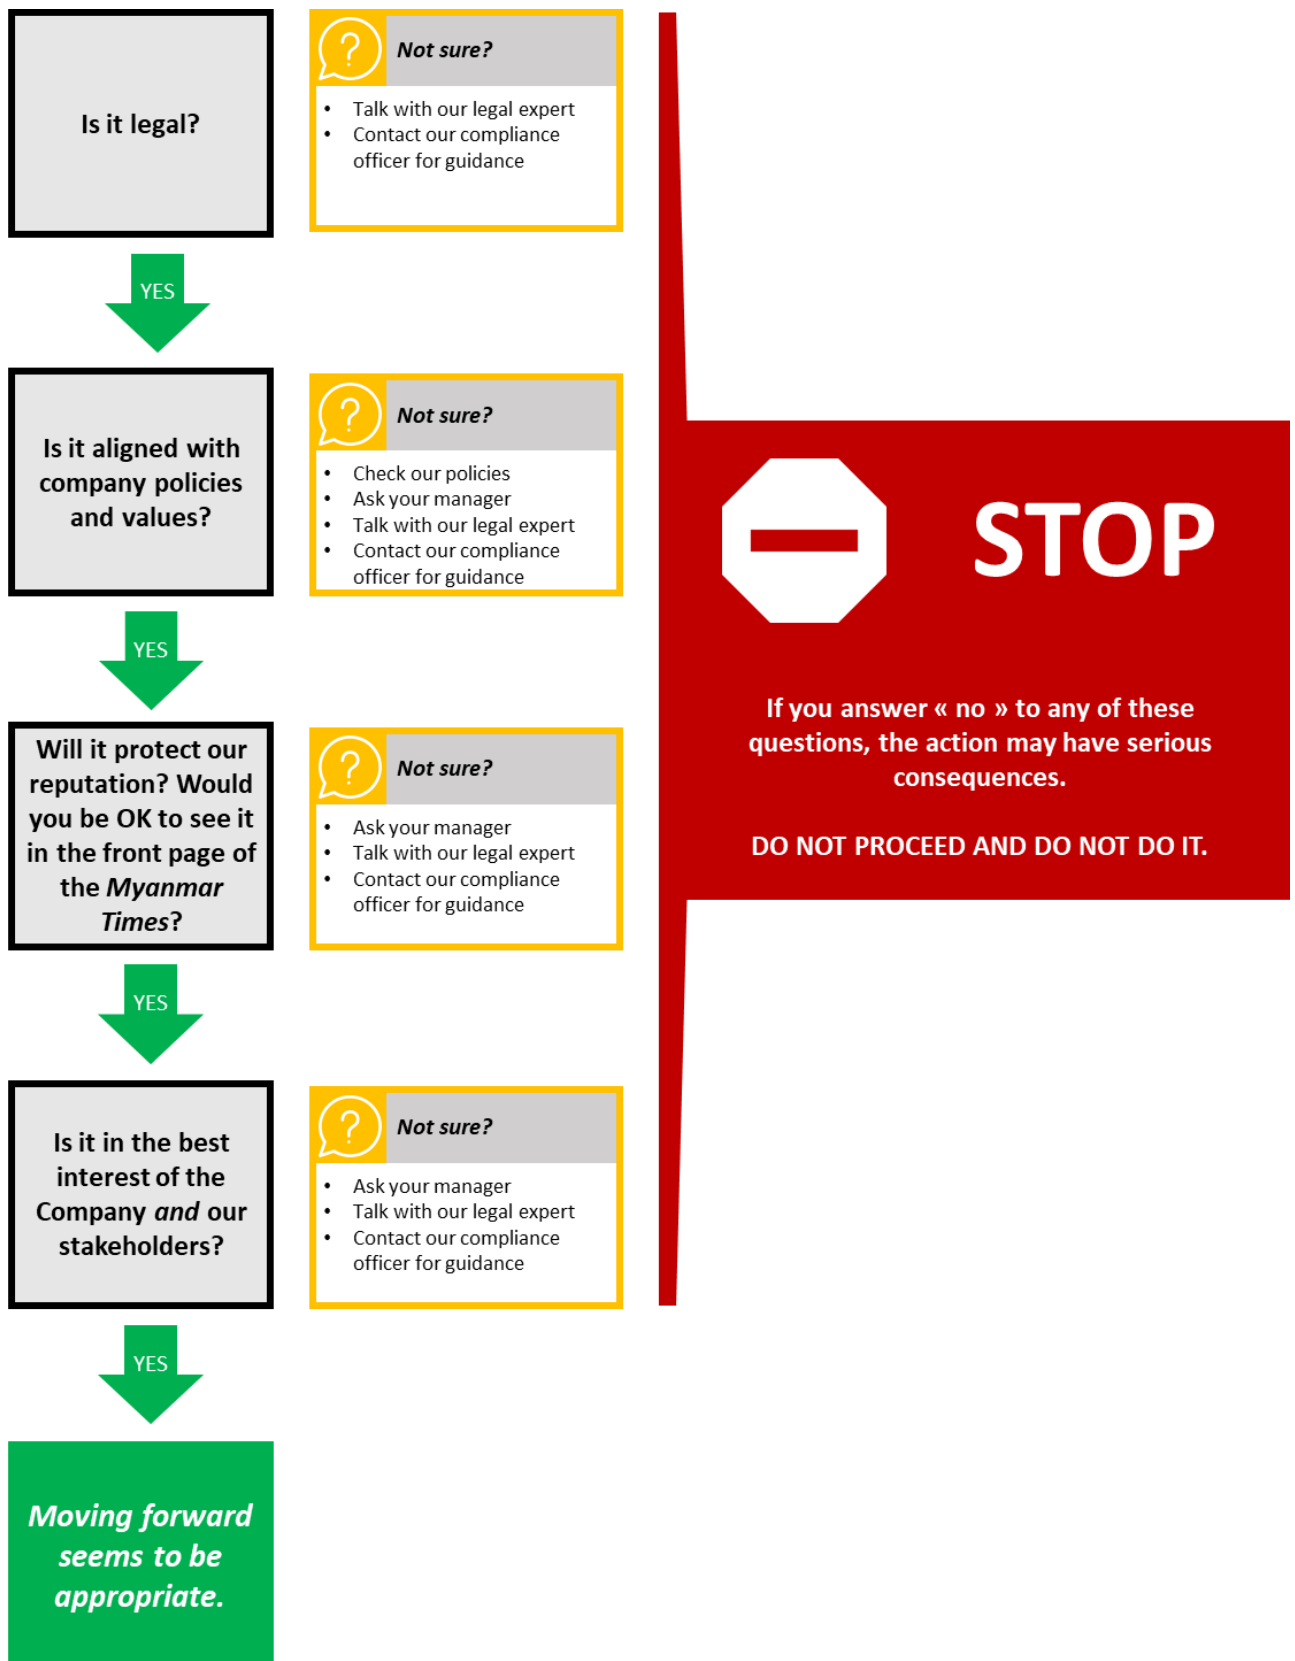 Is it legal?
Not sure?
• Talk with our legal expert
• Contact our compliance
officer for guidance
YES
Is it aligned with
company policies
and values?
Not sure?
• Check our policies
• Ask your manager
• Talk with our legal expert
• Contact our compliance
officer for guidance
YES
Will it protect our
reputation? Would
you be OK to see it
in the front page of
the Myanmar
Times?
Not sure?
• Ask your manager
• Talk with our legal expert
• Contact our compliance
officer for guidance
YES
Is it in the best
interest of the
Company and our
stakeholders?
Not sure?
• Ask your manager
• Talk with our legal expert
• Contact our compliance
officer for guidance
YES
Moving forward
seems to be
appropriate.
STOP
If you answer « no » to any of these
questions, the action may have serious
consequences.
DO NOT PROCEED AND DO NOT DO IT.